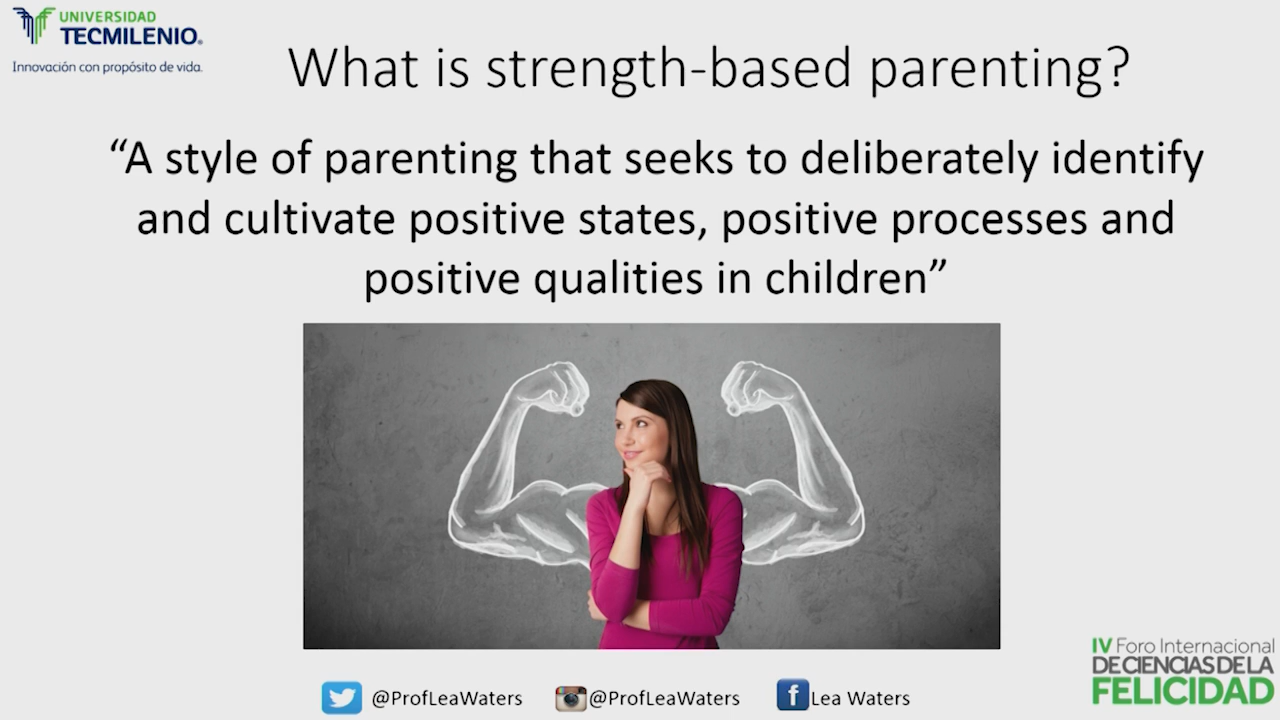 UNIVERSIDAD
TECMILENIO®
Innovación con propósito de vida.
What is strength-based parenting?
“A style of parenting that seeks to deliberately identify
and cultivate positive states, positive processes and
positive qualities in children”
@ProfLeaWaters @ProfLeaWaters Lea Waters
IV Foro Internacional
DE CIENCIAS DE LA
FELICIDAD